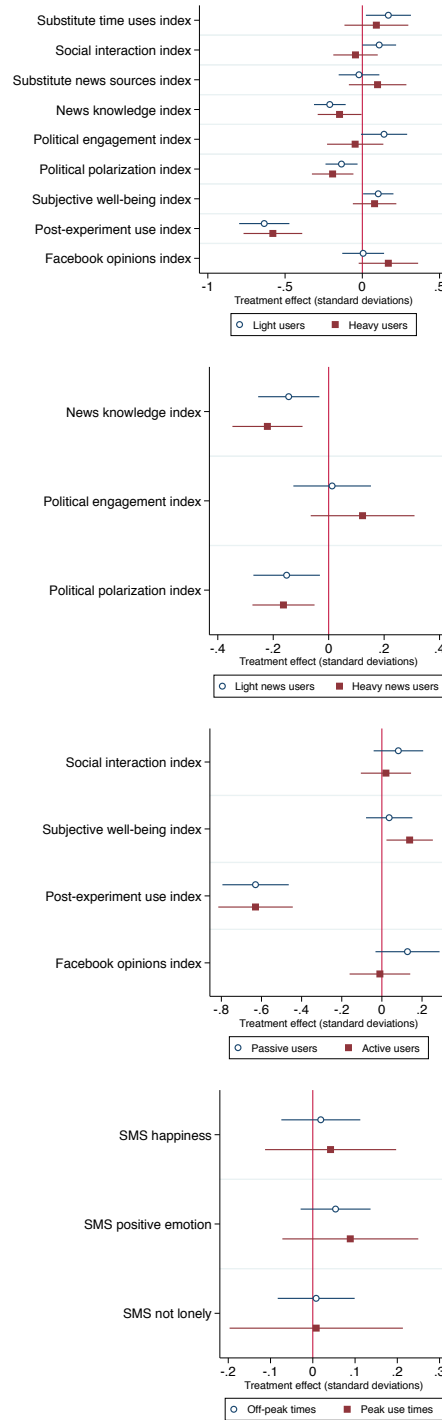 Substitute time uses index
Social interaction index
Substitute news sources index
News knowledge index
Political engagement index
Political polarization index
Subjective well-being index
Post-experiment use index
Facebook opinions index
-1 -.5 0 .5
Treatment effect (standard deviations)
Light users Heavy users
News knowledge index
Political engagement index
Political polarization index
-.4 -.2 0 .2 .4
Treatment effect (standard deviations)
Light news users Heavy news users
Social interaction index
Subjective well-being index
Post-experiment use index
Facebook opinions index
-.8 -.6 -.4 -.2 0 .2
Treatment effect (standard deviations)
Passive users Active users
SMS happiness
SMS positive emotion
SMS not lonely
-.2 -.1 0 .1 .2 .3
Treatment effect (standard deviations)
Off-peak times Peak use times